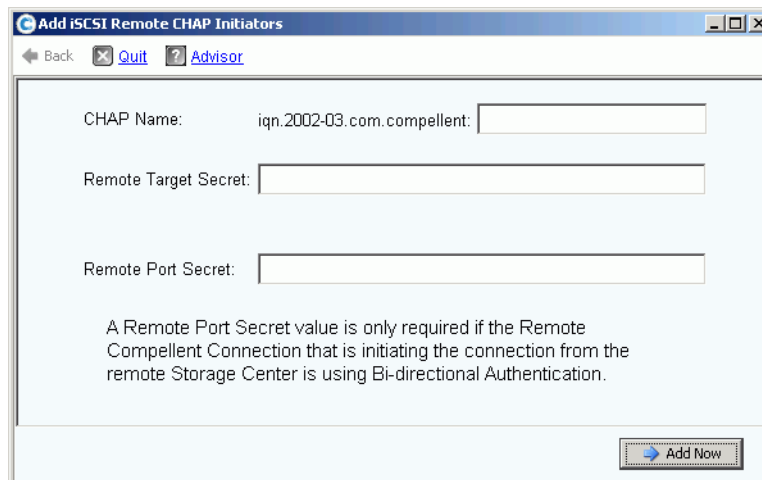 Add iSCSI Remote CHAP Initiators
Back Quit Advisor
CHAP Name: iqn.2002-03.com.compellent:
Remote Target Secret:
Remote Port Secret:
A Remote Port Secret value is only required if the Remote
Compellent Connection that is initiating the connection from the
remote Storage Center is using Bi-directional Authentication.
Add Now